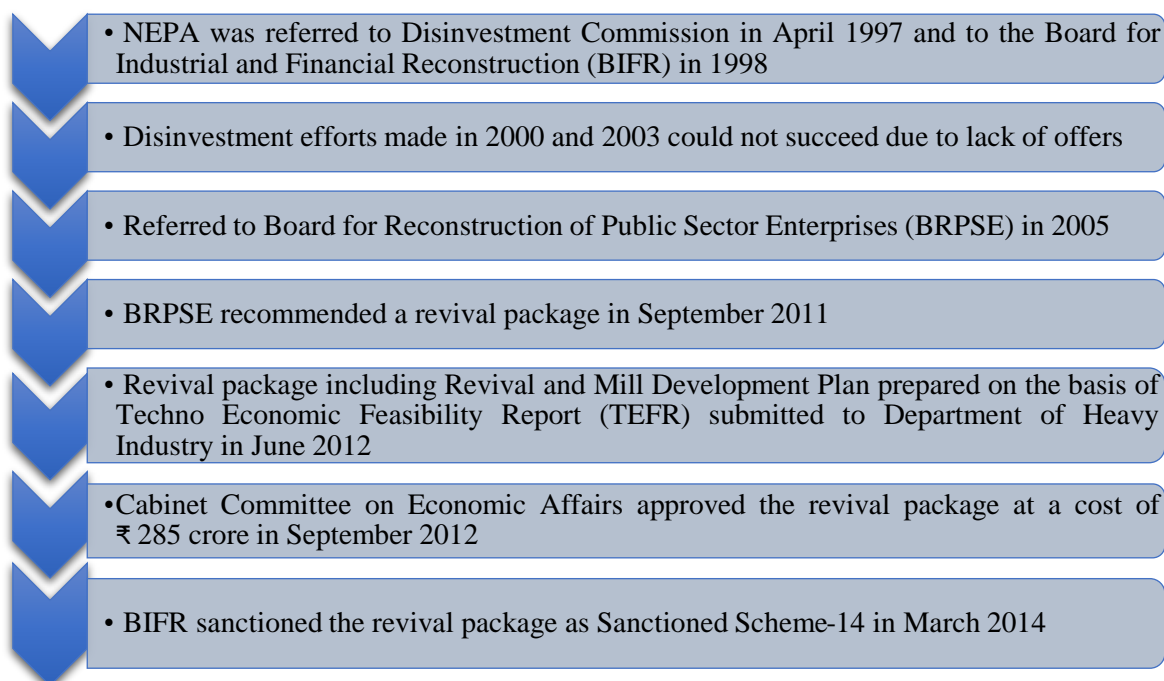 • NEPA was referred to Disinvestment Commission in April 1997 and to the Board for
Industrial and Financial Reconstruction (BIFR) in 1998
• Disinvestment efforts made in 2000 and 2003 could not succeed due to lack of offers
• Referred to Board for Reconstruction of Public Sector Enterprises (BRPSE) in 2005
• BRPSE recommended a revival package in September 2011
• Revival package including Revival and Mill Development Plan prepared on the basis of
Techno Economic Feasibility Report (TEFR) submitted to Department of Heavy
Industry in June 2012
•Cabinet Committee on Economic Affairs approved the revival package at a cost of
₹ 285 crore in September 2012
• BIFR sanctioned the revival package as Sanctioned Scheme-14 in March 2014